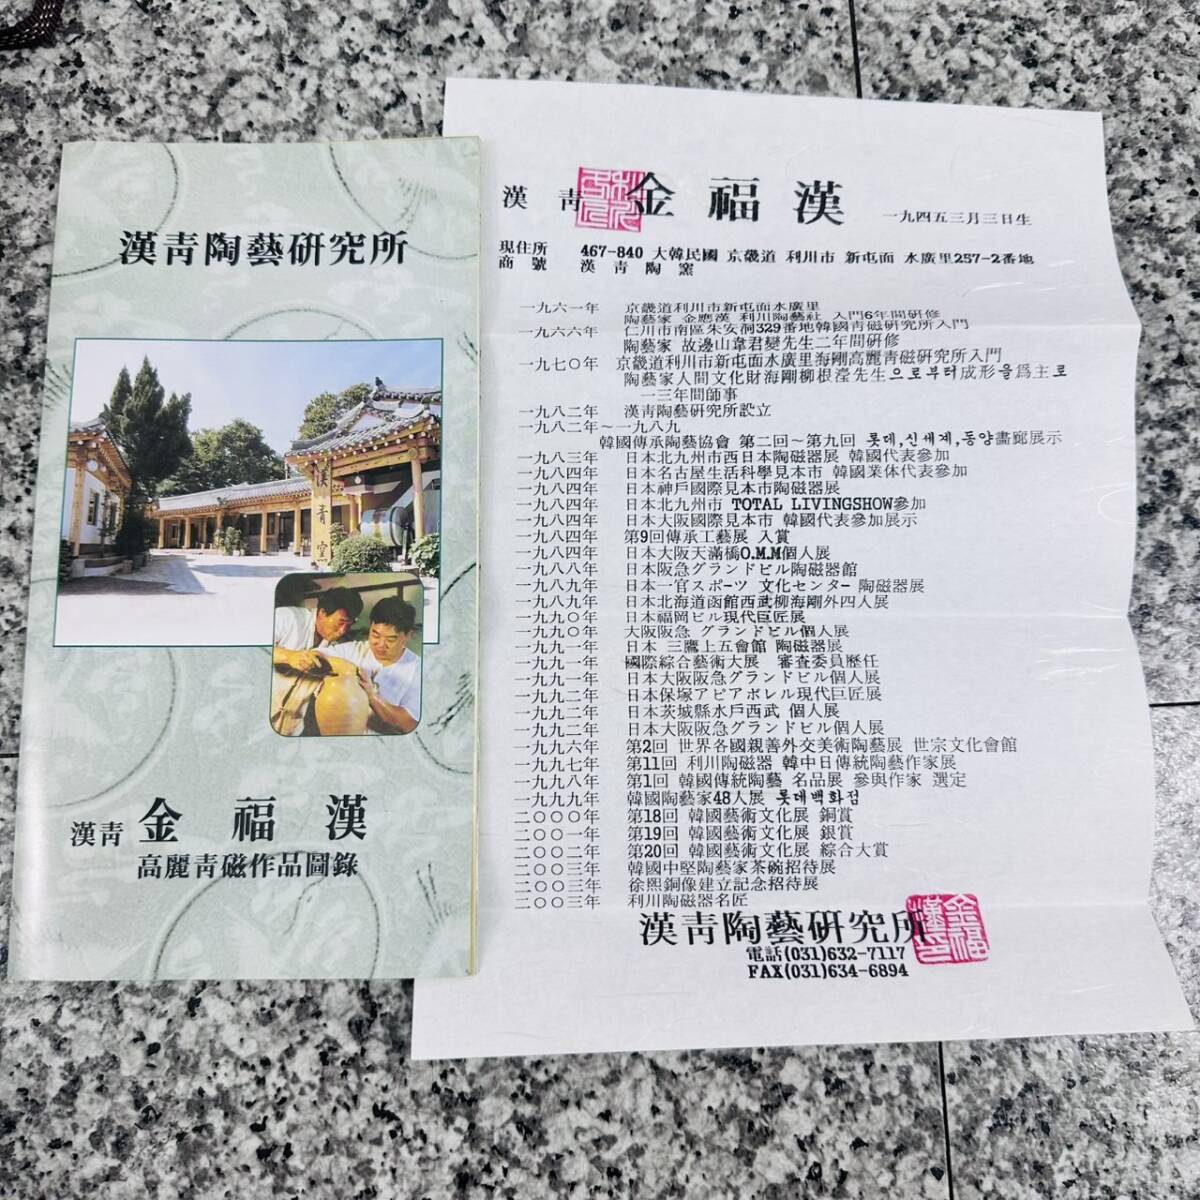 漢靑陶藝硏究所
漢靑窯
漢靑 金福漢
高麗靑磁作品圖錄
漢靑 金福漢 一九四五三月三日生
現住所 467-840 大韓民國 京畿道 利川市 新屯面 水廣里257-2番地
商號 漢靑陶窯
一九六一年 京畿道利川市新屯面水廣里
陶藝家 金應漢 利川陶藝社 入門6年間硏修
一九六六年 仁川市南區朱安洞329番地韓國靑磁硏究所入門
陶藝家 故邊山韋君燮先生二年間硏修
一九七〇年 京畿道利川市新屯面水廣里海剛高麗靑磁硏究所入門
陶藝家人間文化財海剛柳根瀅先生으로부터成形을爲主로
一三年間師事
一九八二年 漢靑陶藝硏究所設立
一九八二年～一九八九
韓國傳承陶藝協會 第二回～第九回 롯데,신세계,동양畵廊展示
一九八三年 日本北九州市西日本陶磁器展 韓國代表參加
一九八四年 日本名古屋生活科學見本市 韓國業体代表參加
一九八四年 日本神戶國際見本市陶磁器展
一九八四年 日本北九州市 TOTAL LIVINGSHOW參加
一九八四年 日本大阪國際見本市 韓國代表參加展示
一九八四年 第9回傳承工藝展 入賞
一九八四年 日本大阪天滿橋O.M.M個人展
一九八八年 日本阪急グランドビル陶磁器館
一九八九年 日本一官スポーツ 文化センター 陶磁器展
一九八九年 日本北海道函館西武柳海剛外四人展
一九九〇年 日本福岡ビル現代巨匠展
一九九〇年 大阪阪急 グランドビル個人展
一九九一年 日本 三鷹上五會館 陶磁器展
一九九一年 國際綜合藝術大展 審査委員歷任
一九九一年 日本大阪阪急グランドビル個人展
一九九二年 日本保塚アピアボレル現代巨匠展
一九九二年 日本茨城縣水戶西武 個人展
一九九二年 日本大阪阪急グランドビル個人展
一九九六年 第2回 世界各國親善外交美術陶藝展 世宗文化會館
一九九七年 第11回 利川陶磁器 韓中日傳統陶藝作家展
一九九八年 第1回 韓國傳統陶藝 名品展 參與作家 選定
一九九九年 韓國陶藝家48人展 롯데백화점
二〇〇〇年 第18回 韓國藝術文化展 銅賞
二〇〇一年 第19回 韓國藝術文化展 銀賞
二〇〇二年 第20回 韓國藝術文化展 綜合大賞
二〇〇三年 韓國中堅陶藝家茶碗招待展
二〇〇三年 徐熙銅像建立記念招待展
二〇〇三年 利川陶磁器名匠
漢靑陶藝硏究所
金福漢印
電話(031)632-7117
FAX(031)634-6894